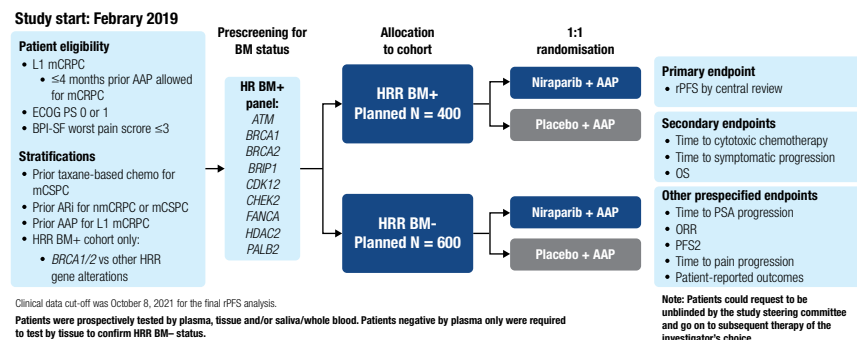 Study start: Febrary 2019
Patient eligibility
• L1 mCRPC
• ≤4 months prior AAP allowed
for mCRPC
• ECOG PS 0 or 1
• BPI-SF worst pain srcore ≤3
Stratifications
• Prior taxane-based chemo for
mCSPC
• Prior ARi for nmCRPC or mCSPC
• Prior AAP for L1 mCRPC
• HRR BM+ cohort only:
• BRCA1/2 vs other HRR
gene alterations
Prescreening for
BM status
HR BM+
panel:
ATM
BRCA1
BRCA2
BRIP1
CDK12
CHEK2
FANCA
HDAC2
PALB2
Allocation
to cohort
HRR BM+
Planned N = 400
HRR BM-
Planned N = 600
1:1
randomisation
Niraparib + AAP
Placebo + AAP
Niraparib + AAP
Placebo + AAP
Primary endpoint
• rPFS by central review
Secondary endpoints
• Time to cytotoxic chemotherapy
• Time to symptomatic progression
• OS
Other prespecified endpoints
• Time to PSA progression
• ORR
• PFS2
• Time to pain progression
• Patient-reported outcomes
Note: Patients could request to be
unblinded by the study steering committee
and go on to subsequent therapy of the
investigator's choice
Clinical data cut-off was October 8, 2021 for the final rPFS analysis.
Patients were prospectively tested by plasma, tissue and/or saliva/whole blood. Patients negative by plasma only were required
to test by tissue to confirm HRR BM– status.